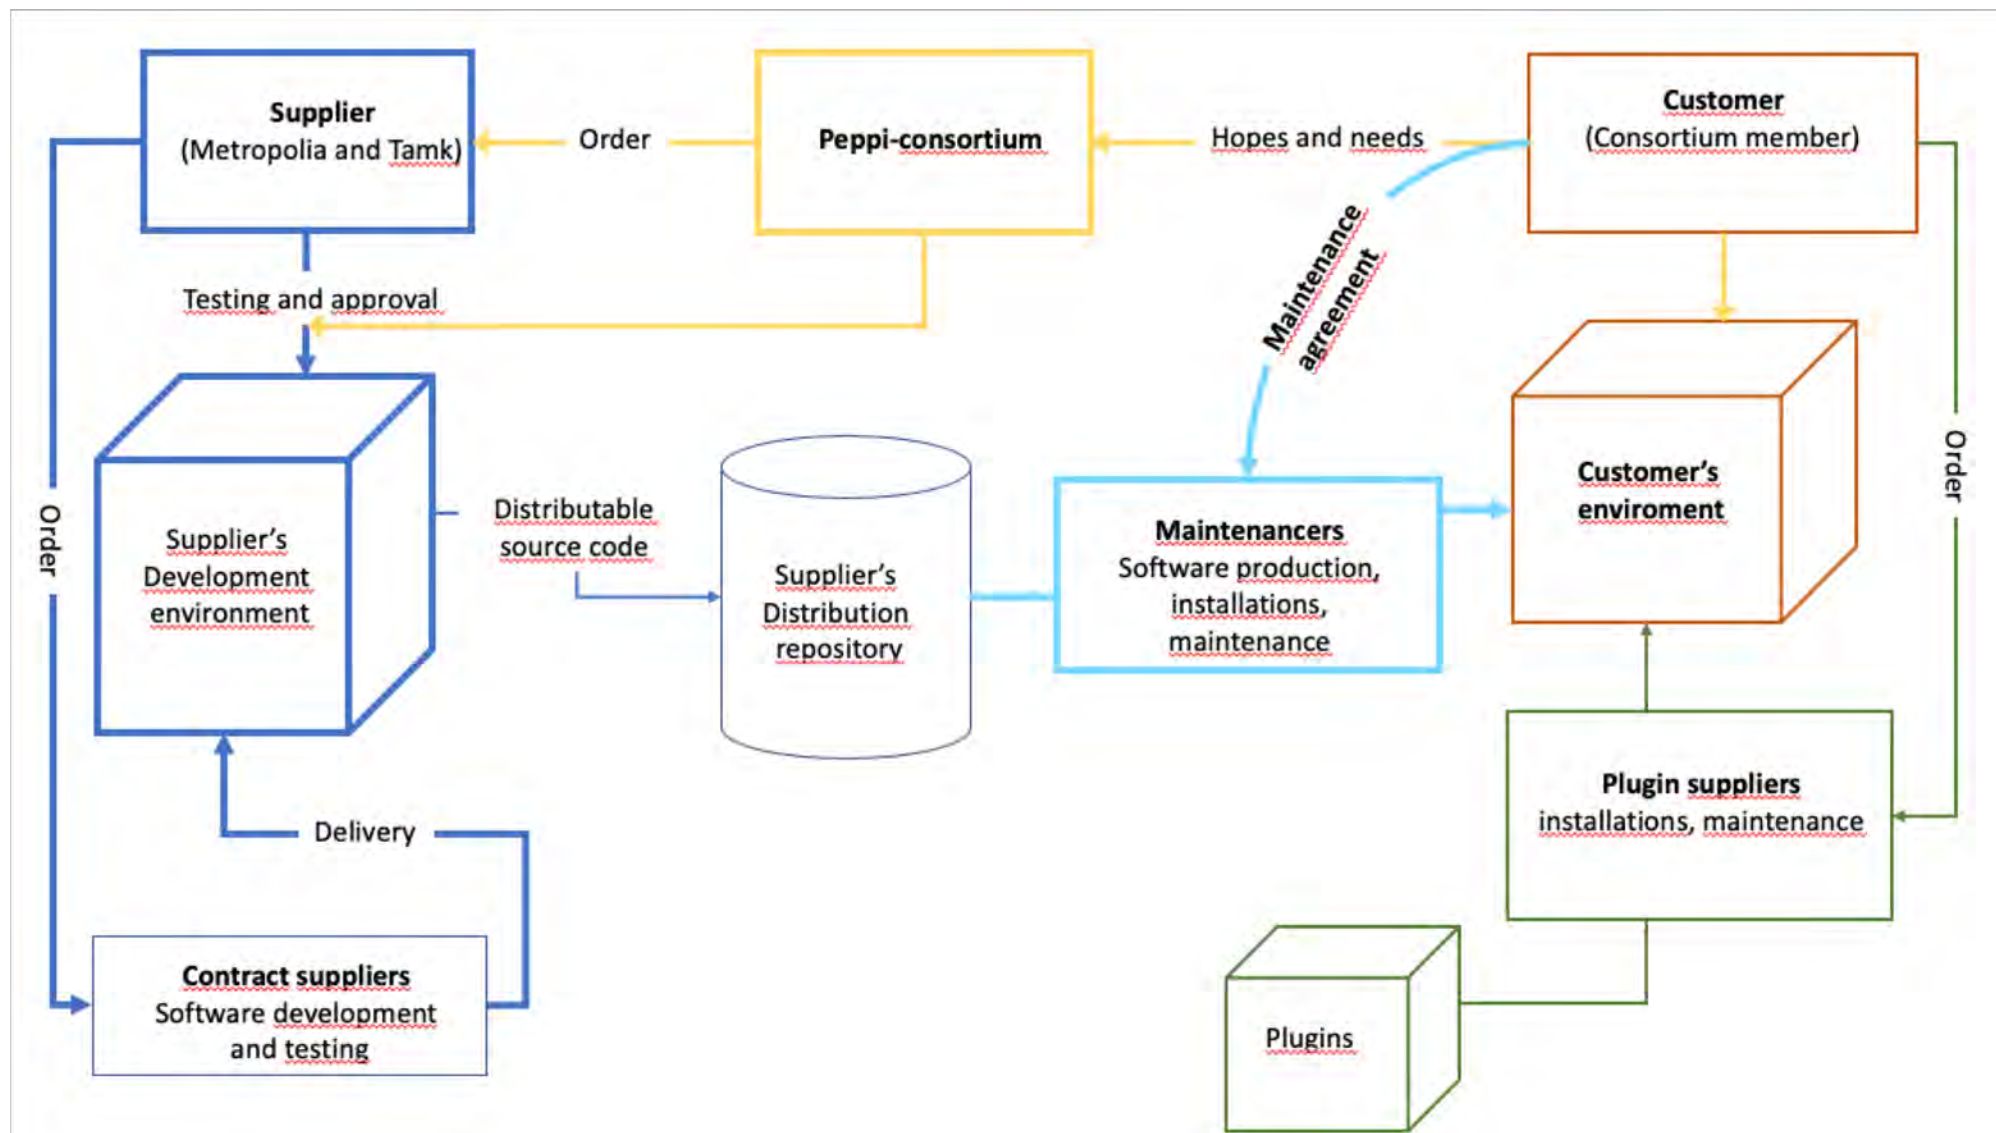 Supplier
(Metropolia and Tamk)
Order
Peppi-consortium
Hopes and needs
Customer
(Consortium member)
Maintenance
agreement
Testing and approval
Order
Supplier's
Development
environment
Distributable
source code
Supplier's
Distribution
repository
Maintenancers
Software production,
installations,
maintenance
Customer's
enviroment
Order
Plugin suppliers
installations, maintenance
Delivery
Contract suppliers
Software development
and testing
Plugins